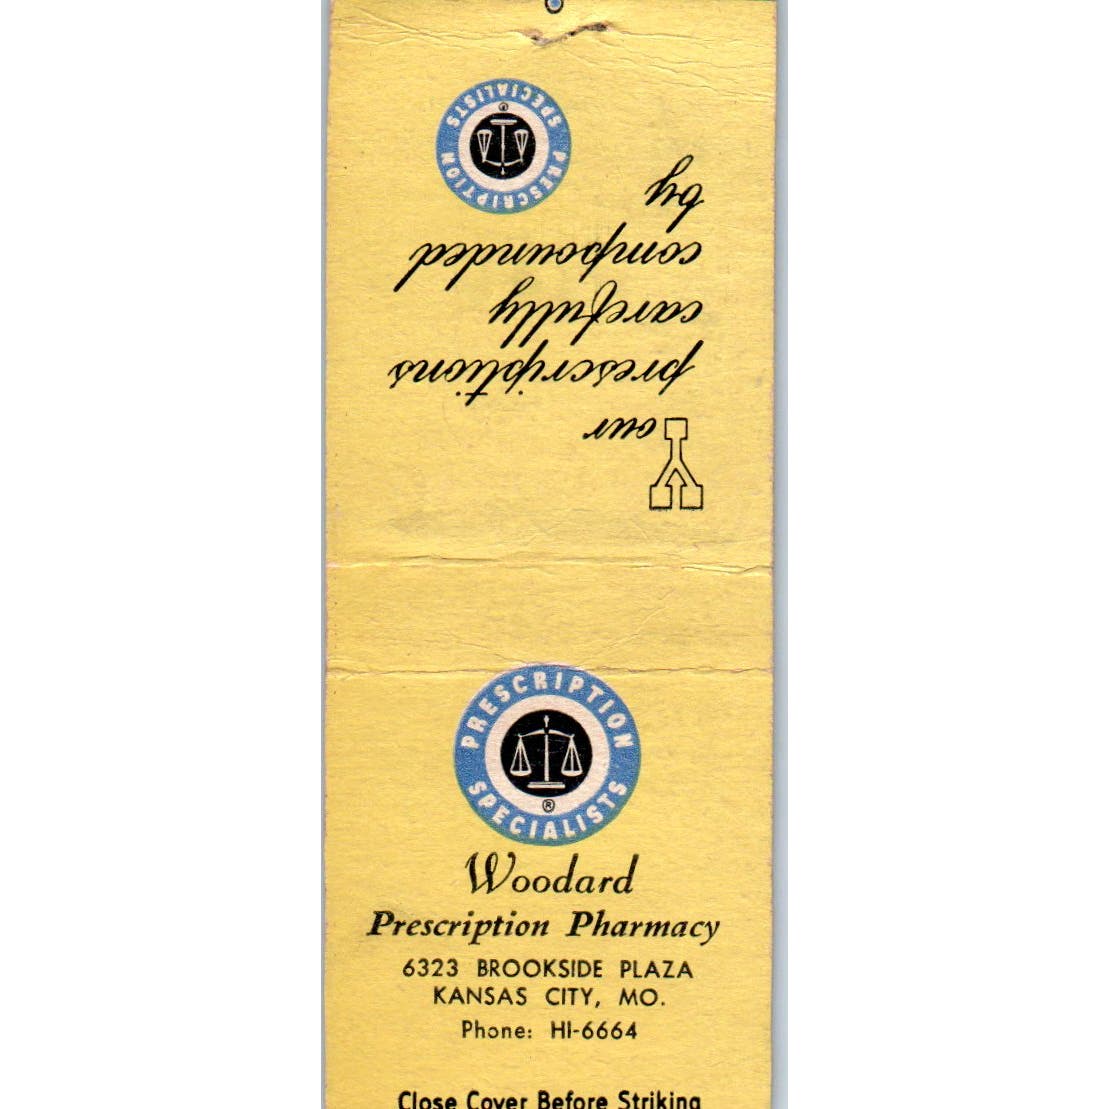 Your
prescriptions
carefully
compounded
by
PRESCRIPTION
SPECIALISTS
®
PRESCRIPTION
SPECIALISTS
®
Woodard
Prescription Pharmacy
6323 BROOKSIDE PLAZA
KANSAS CITY, MO.
Phone: HI-6664
Close Cover Before Striking